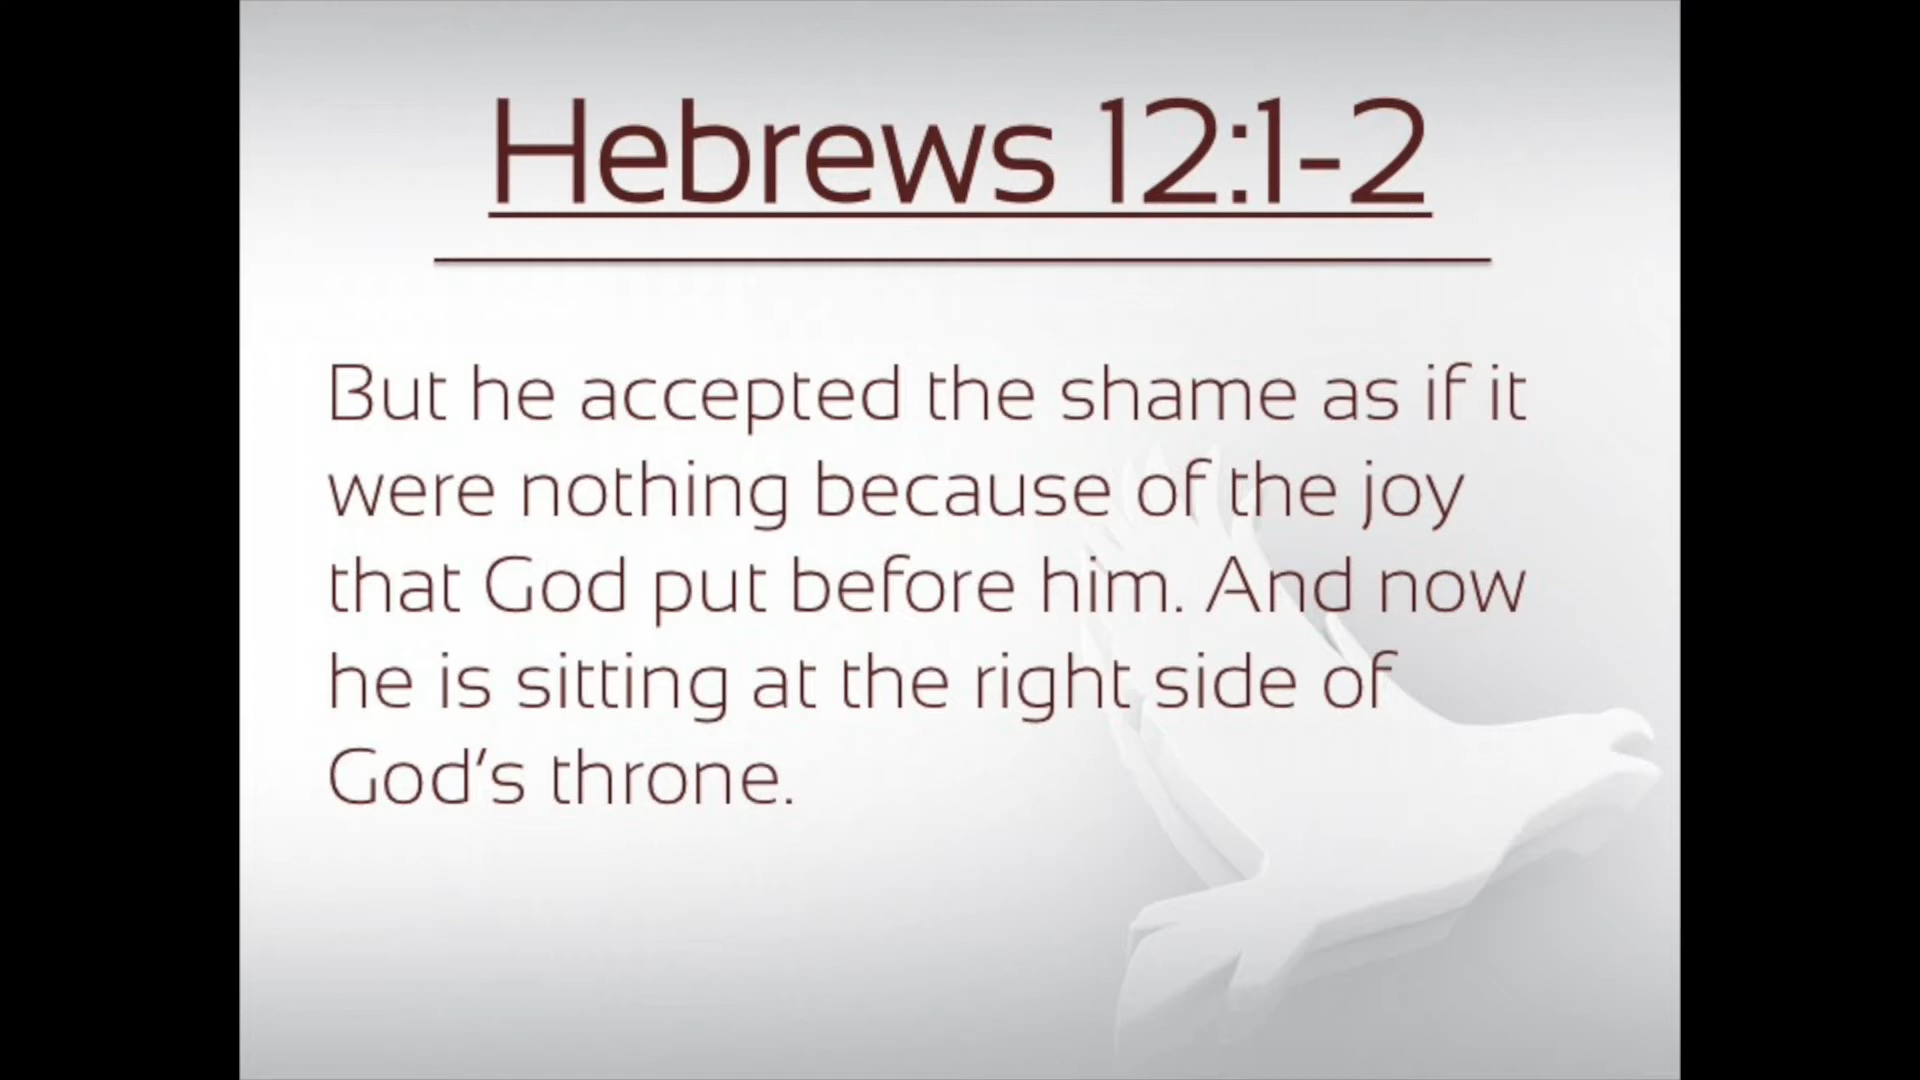 Hebrews 12:1-2
But he accepted the shame as if it
were nothing because of the joy
that God put before him. And now
he is sitting at the right side of
God’s throne.